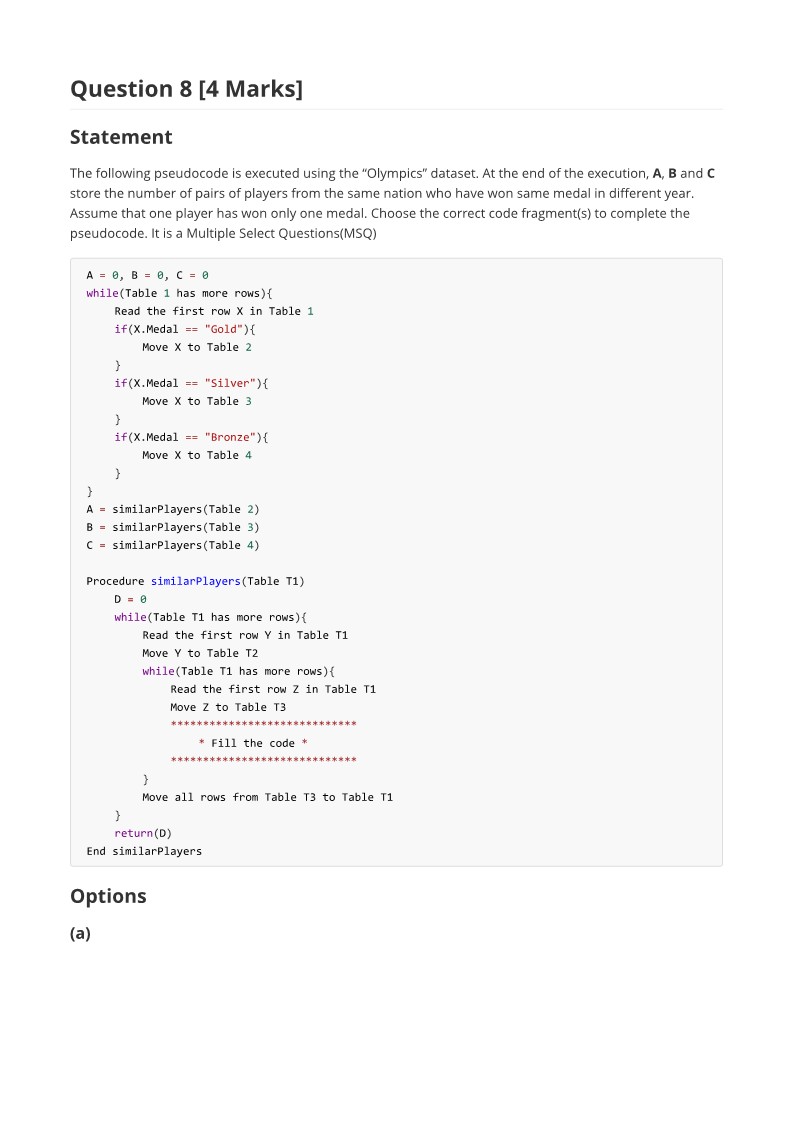 Question 8 [4 Marks]
Statement
The following pseudocode is executed using the “Olympics” dataset. At the end of the execution, A, B and C
store the number of pairs of players from the same nation who have won same medal in different year.
Assume that one player has won only one medal. Choose the correct code fragment(s) to complete the
pseudocode. It is a Multiple Select Questions(MSQ)
A = 0, B = 0, C = 0
while(Table 1 has more rows){
    Read the first row X in Table 1
    if(X.Medal == "Gold"){
        Move X to Table 2
    }
    if(X.Medal == "Silver"){
        Move X to Table 3
    }
    if(X.Medal == "Bronze"){
        Move X to Table 4
    }
}
A = similarPlayers(Table 2)
B = similarPlayers(Table 3)
C = similarPlayers(Table 4)

Procedure similarPlayers(Table T1)
    D = 0
    while(Table T1 has more rows){
        Read the first row Y in Table T1
        Move Y to Table T2
        while(Table T1 has more rows){
            Read the first row Z in Table T1
            Move Z to Table T3
            *****************************
                * Fill the code *
            *****************************
        }
        Move all rows from Table T3 to Table T1
    }
    return(D)
End similarPlayers
Options
(a)